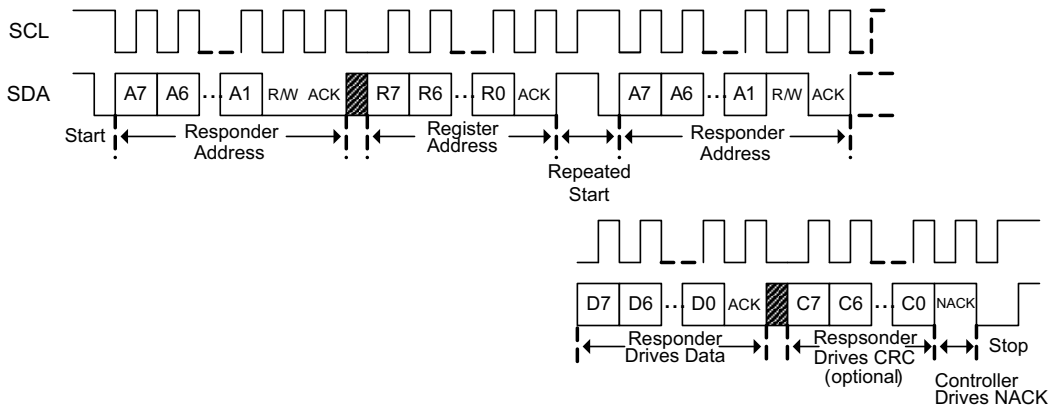 SCL
SDA
A7 A6 ... A1 R/W ACK R7 R6 ... R0 ACK A7 A6 ... A1 R/W ACK
Start
Responder
Address
Register
Address
Repeated
Start
Responder
Address
D7 D6 ... D0 ACK C7 C6 ... C0 NACK
Responder
Drives Data
Respsonder
Drives CRC
(optional)
Stop
Controller
Drives NACK